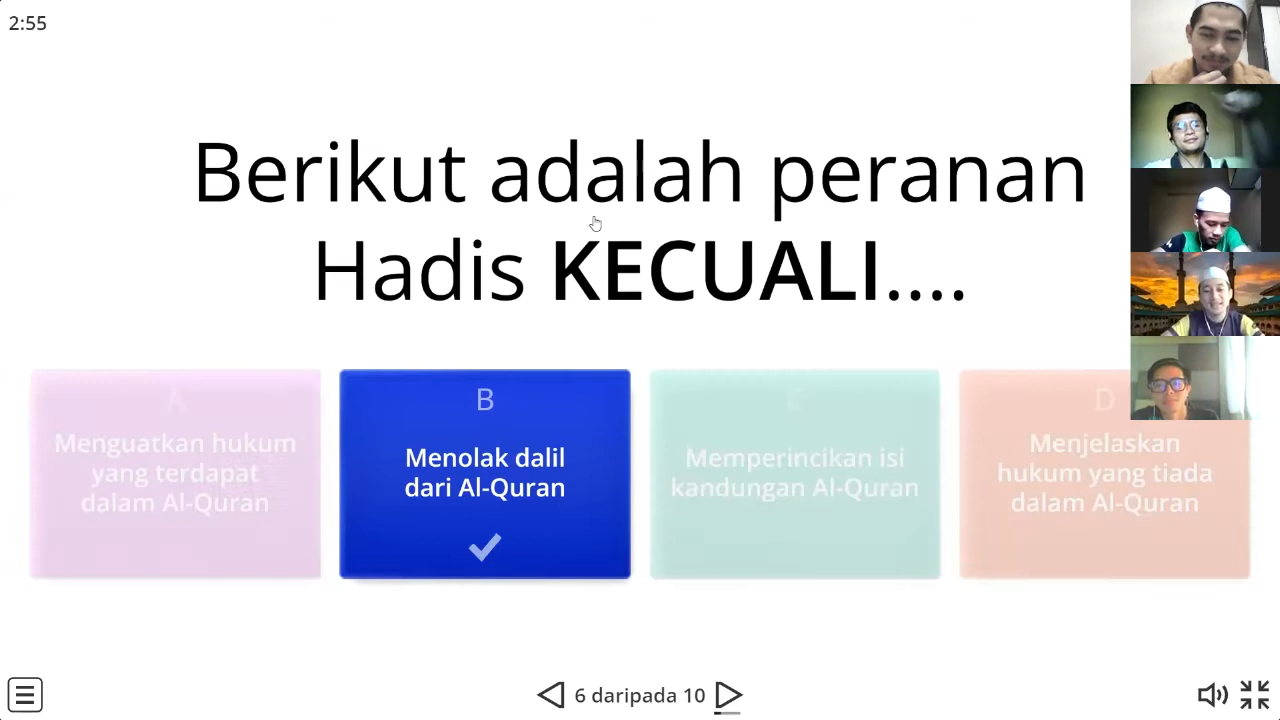 2:55
Berikut adalah peranan
Hadis KECUALI....
A
Menguatkan hukum
yang terdapat
dalam Al-Quran
B
Menolak dalil
dari Al-Quran
C
Memperincikan isi
kandungan Al-Quran
D
Menjelaskan
hukum yang tiada
dalam Al-Quran
6 daripada 10